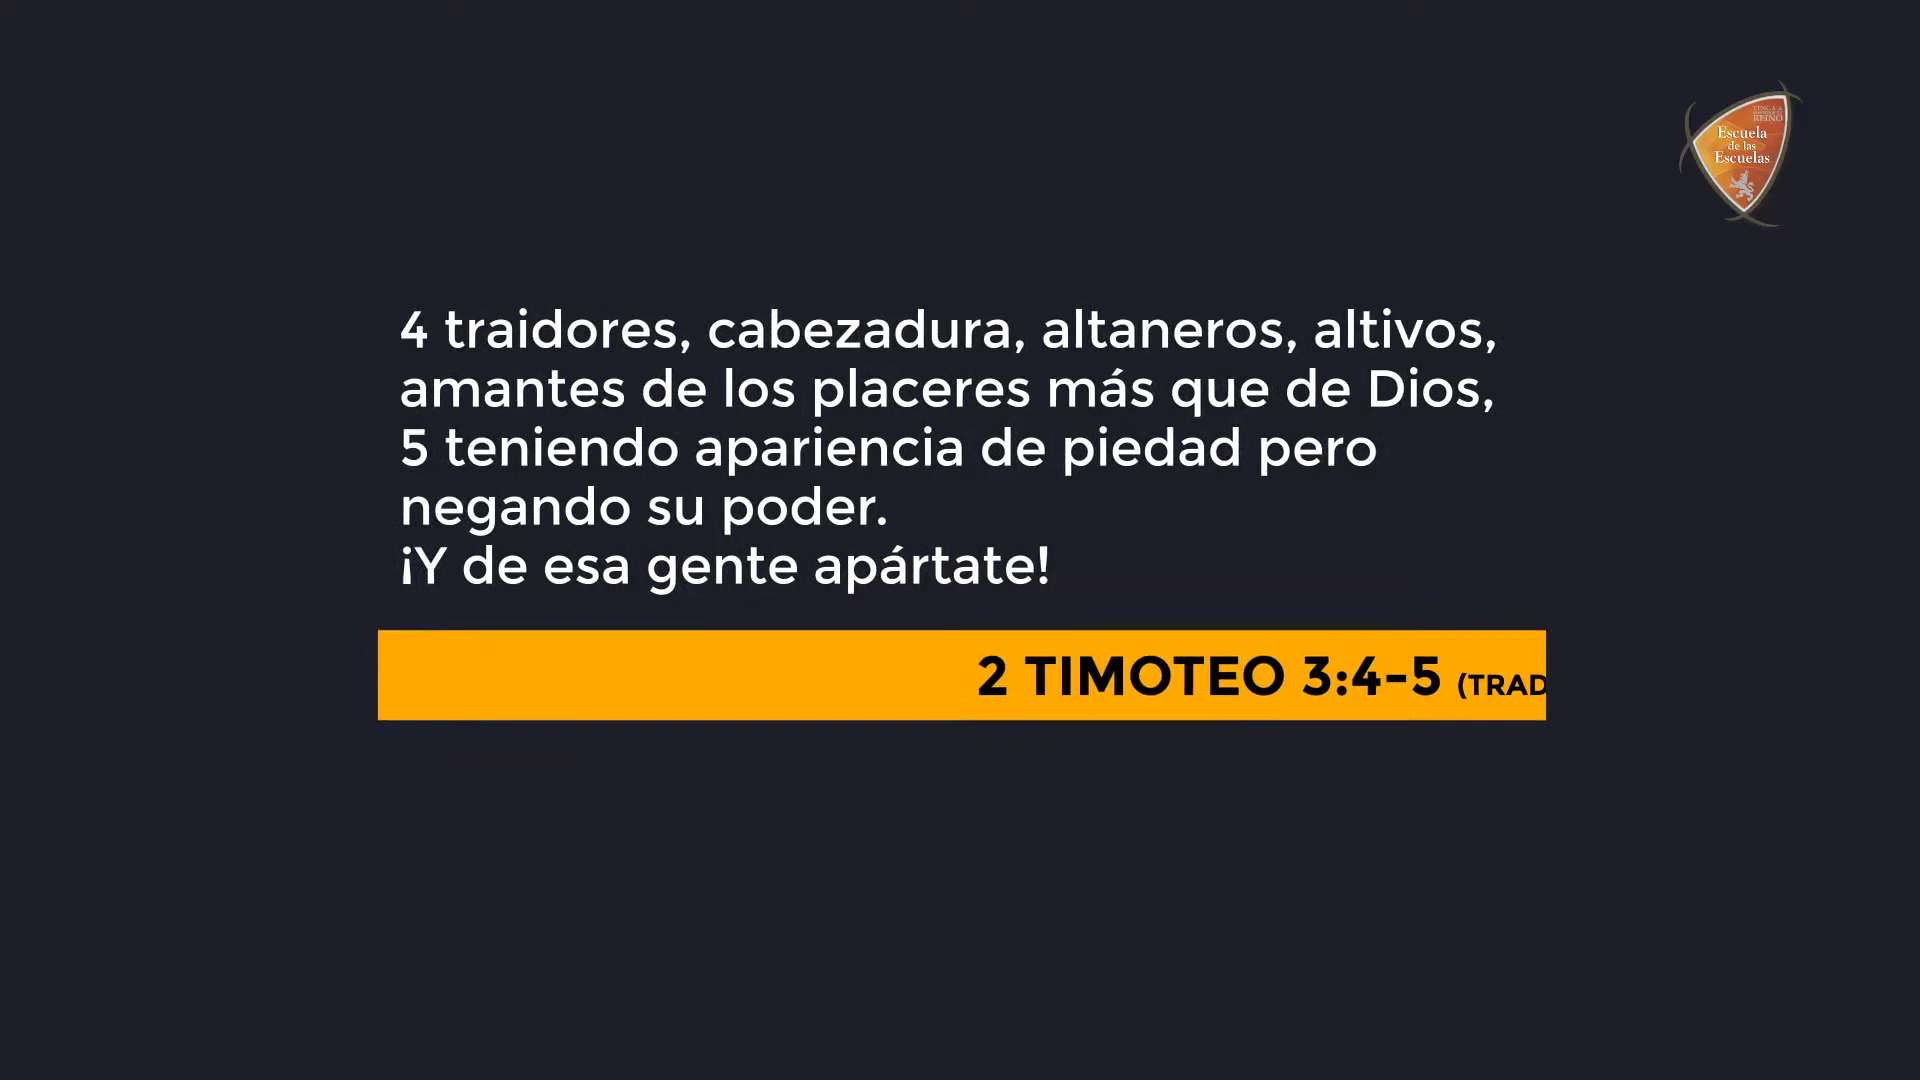 REINO
Escuela
de las
Escuelas
4 traidores, cabezadura, altaneros, altivos,
amantes de los placeres más que de Dios,
5 teniendo apariencia de piedad pero
negando su poder.
¡Y de esa gente apártate!
2 TIMOTEO 3:4-5 (TRAD